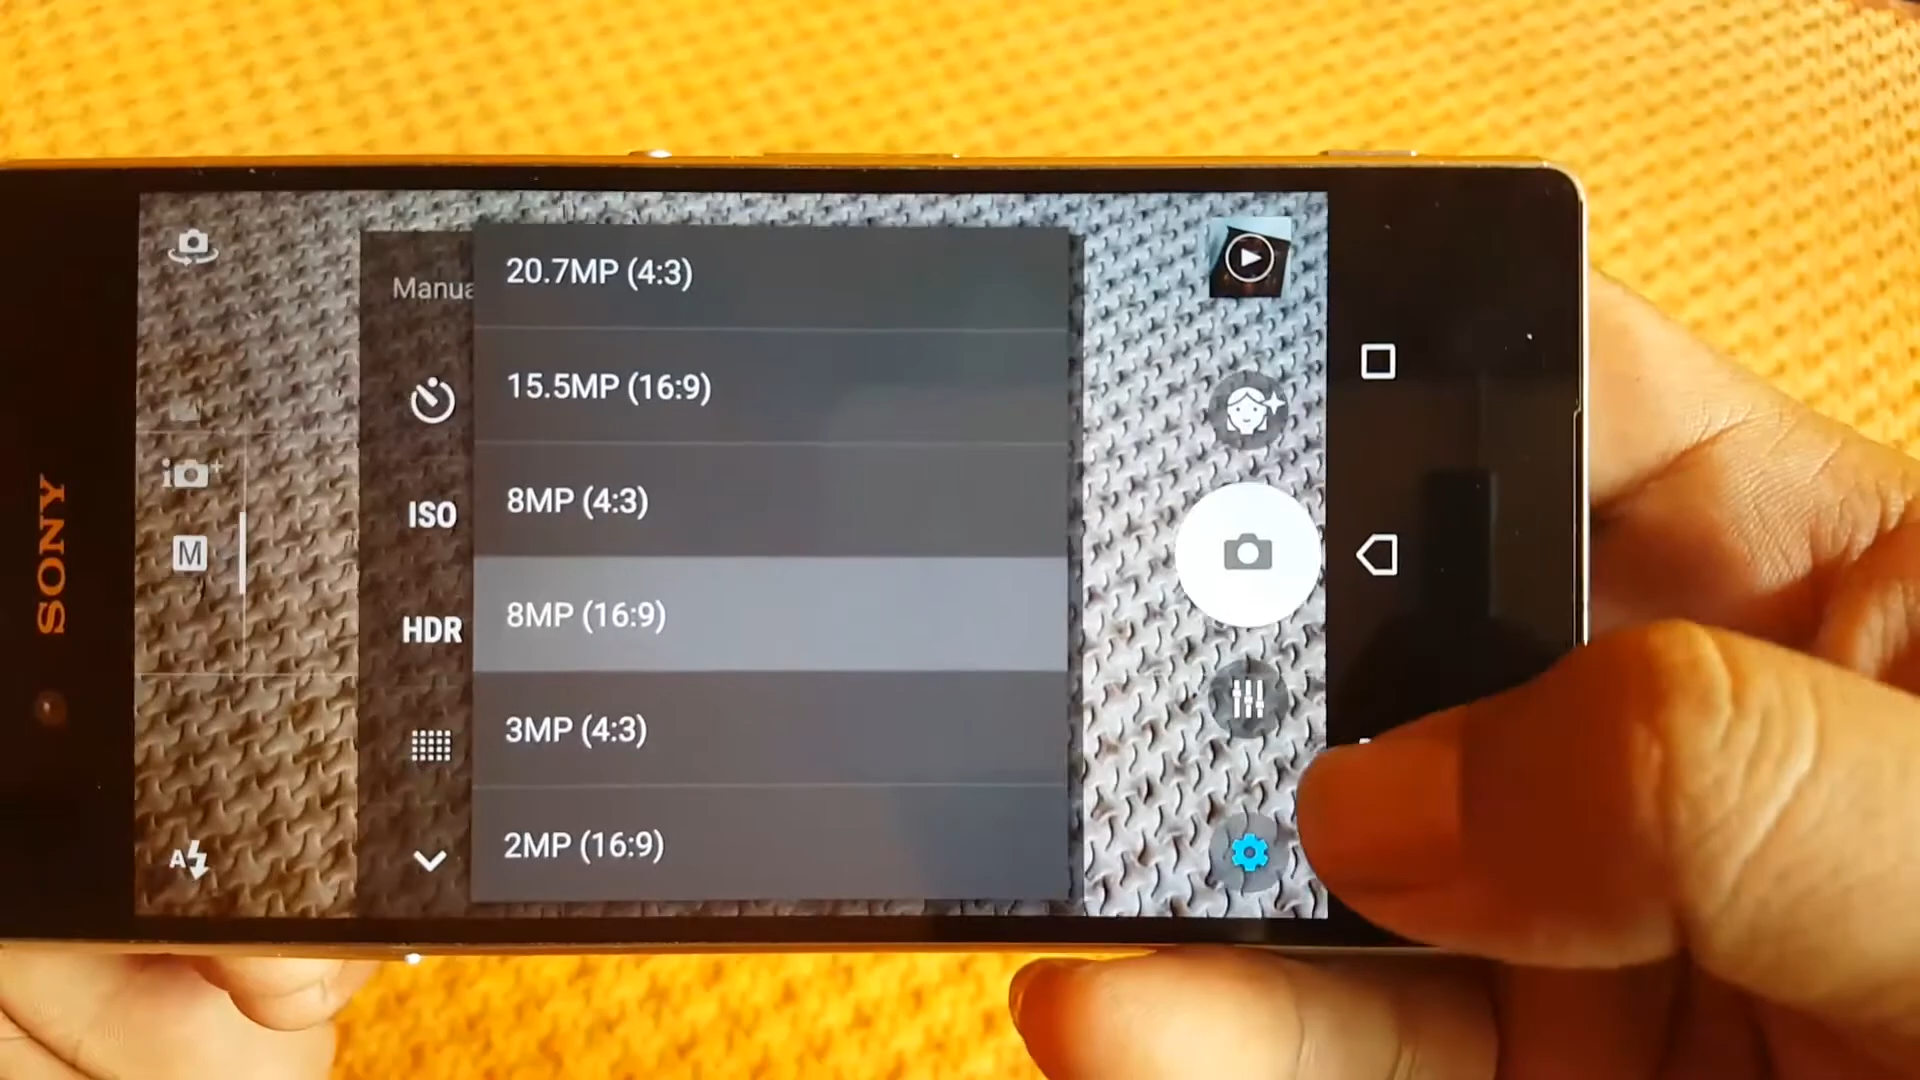 SONY
Manua
20.7MP (4:3)
15.5MP (16:9)
8MP (4:3)
8MP (16:9)
3MP (4:3)
2MP (16:9)
ISO
HDR
i+
M
A